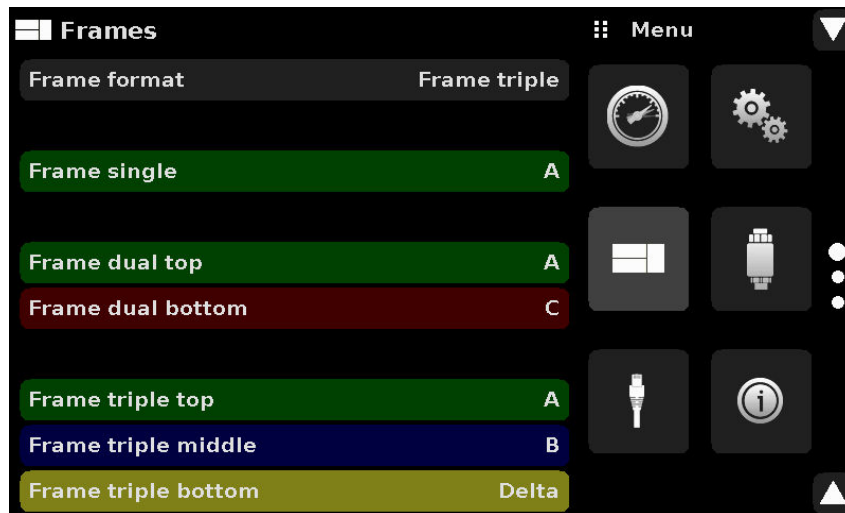 Frames
Frame format Frame triple
Frame single A
Frame dual top A
Frame dual bottom C
Frame triple top A
Frame triple middle B
Frame triple bottom Delta
Menu